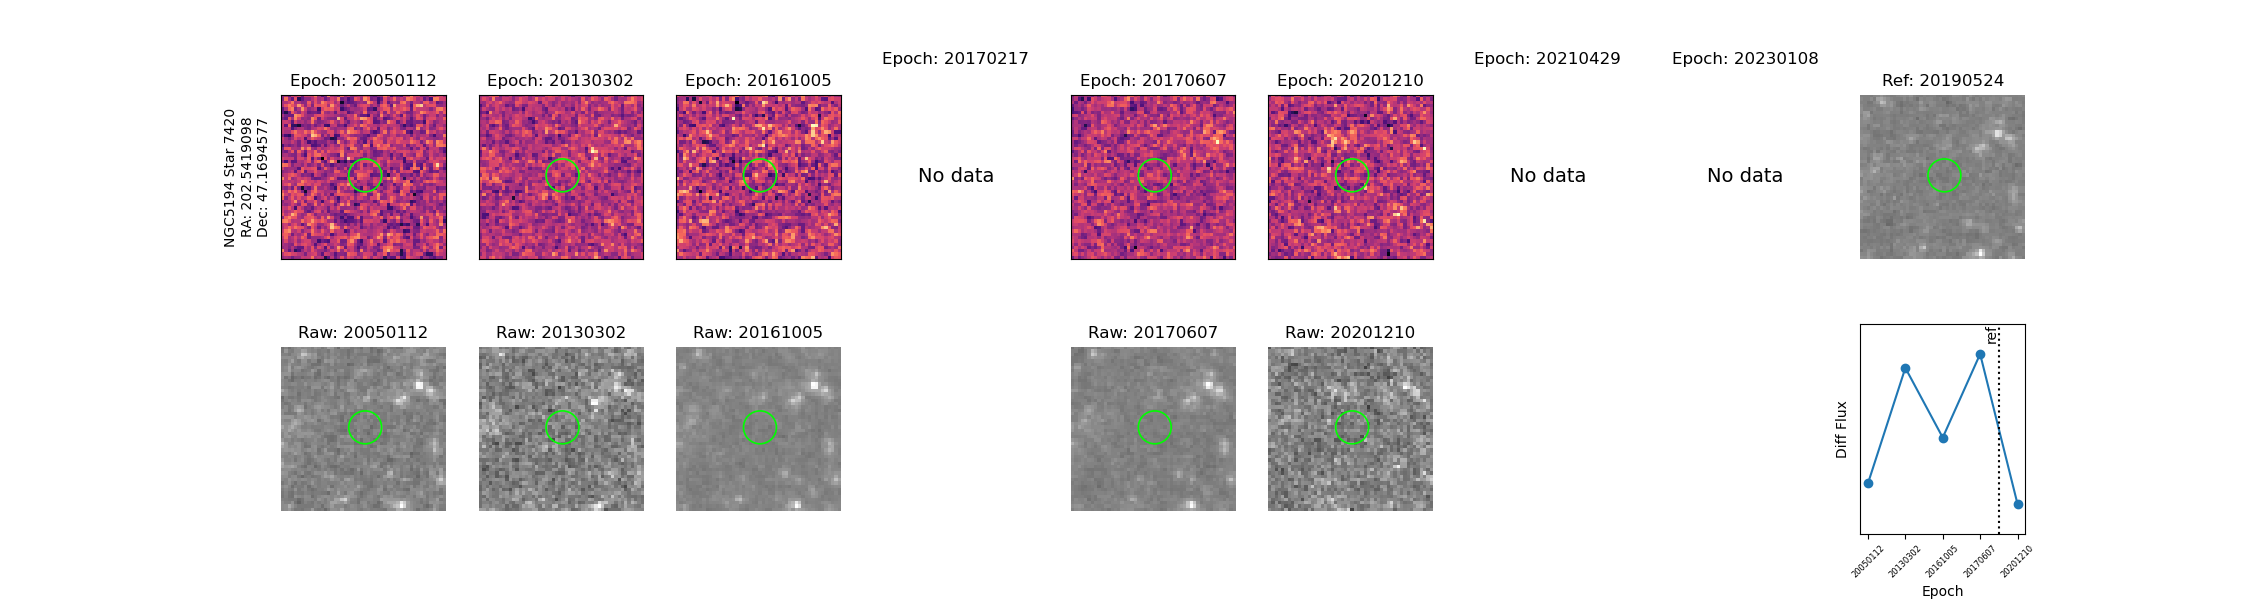 Epoch: 20170217
Epoch: 20210429
Epoch: 20230108
Epoch: 20050112
Epoch: 20130302
Epoch: 20161005
Epoch: 20170607
Epoch: 20201210
Ref: 20190524
NGC5194 Star 7420
RA: 202.5419098
Dec: 47.1694577
No data
No data
No data
Raw: 20050112
Raw: 20130302
Raw: 20161005
Raw: 20170607
Raw: 20201210
ref
Diff Flux
20050112
20130302
20161005
20170607
20201210
Epoch